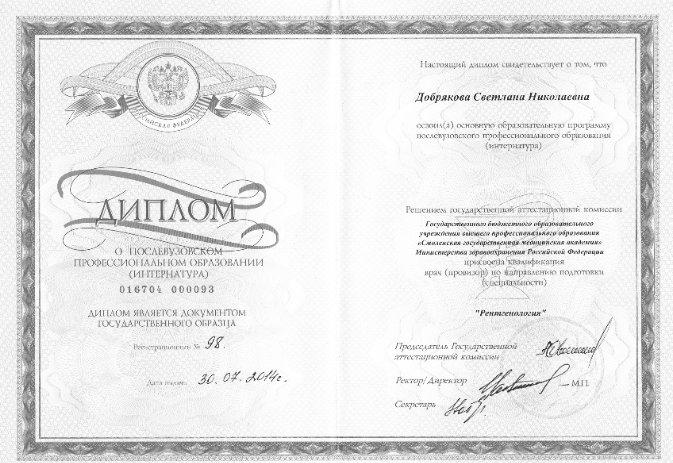 ДИПЛОМ
О ПОСЛЕВУЗОВСКОМ
ПРОФЕССИОНАЛЬНОМ ОБРАЗОВАНИИ
(ИНТЕРНАТУРА)
016704 000093
ДИПЛОМ ЯВЛЯЕТСЯ ДОКУМЕНТОМ
ГОСУДАРСТВЕННОГО ОБРАЗЦА
Регистрационный № 98.
Дата выдачи 30.07.2014г.
Настоящий диплом свидетельствует о том, что
Добрякова Светлана Николаевна
освоил(а) основную образовательную программу
послевузовского профессионального образования
(интернатура)
Решением государственной аттестационной комиссии
Государственного бюджетного образовательного
учреждения высшего профессионального образования
«Смоленская государственная медицинская академия»
Министерства здравоохранения Российской Федерации
присвоена квалификация
врач (провизор) по направлению подготовки
(специальности)
"Рентгенология"
Председатель Государственной
аттестационной комиссии
Ректор/Директор
М.П.
Секретарь